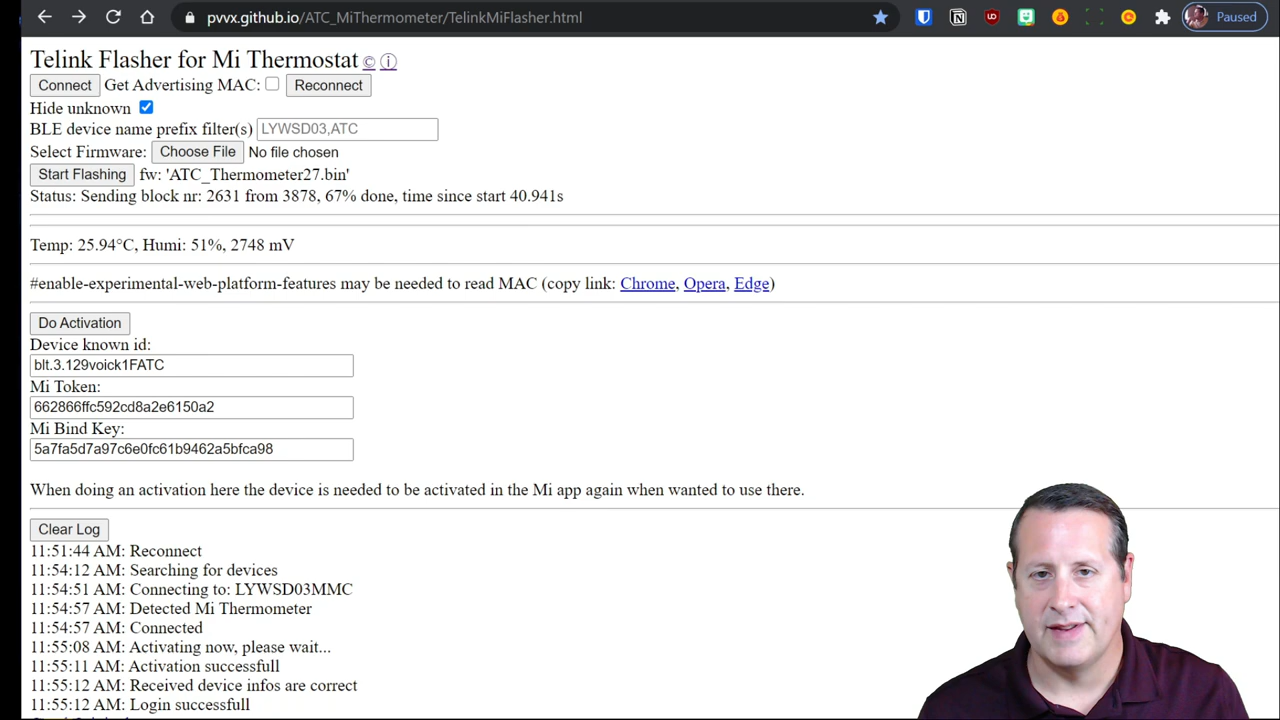 pvvx.github.io/ATC_MiThermometer/TelinkMiFlasher.html
Paused
Telink Flasher for Mi Thermostat © ⓘ
Connect Get Advertising MAC: Reconnect
Hide unknown
BLE device name prefix filter(s) LYWSD03,ATC
Select Firmware: Choose File No file chosen
Start Flashing fw: 'ATC_Thermometer27.bin'
Status: Sending block nr: 2631 from 3878, 67% done, time since start 40.941s
Temp: 25.94°C, Humi: 51%, 2748 mV
#enable-experimental-web-platform-features may be needed to read MAC (copy link: Chrome, Opera, Edge)
Do Activation
Device known id:
blt.3.129voick1FATC
Mi Token:
662866ffc592cd8a2e6150a2
Mi Bind Key:
5a7fa5d7a97c6e0fc61b9462a5bfca98
When doing an activation here the device is needed to be activated in the Mi app again when wanted to use there.
Clear Log
11:51:44 AM: Reconnect
11:54:12 AM: Searching for devices
11:54:51 AM: Connecting to: LYWSD03MMC
11:54:57 AM: Detected Mi Thermometer
11:54:57 AM: Connected
11:55:08 AM: Activating now, please wait...
11:55:11 AM: Activation successfull
11:55:12 AM: Received device infos are correct
11:55:12 AM: Login successfull